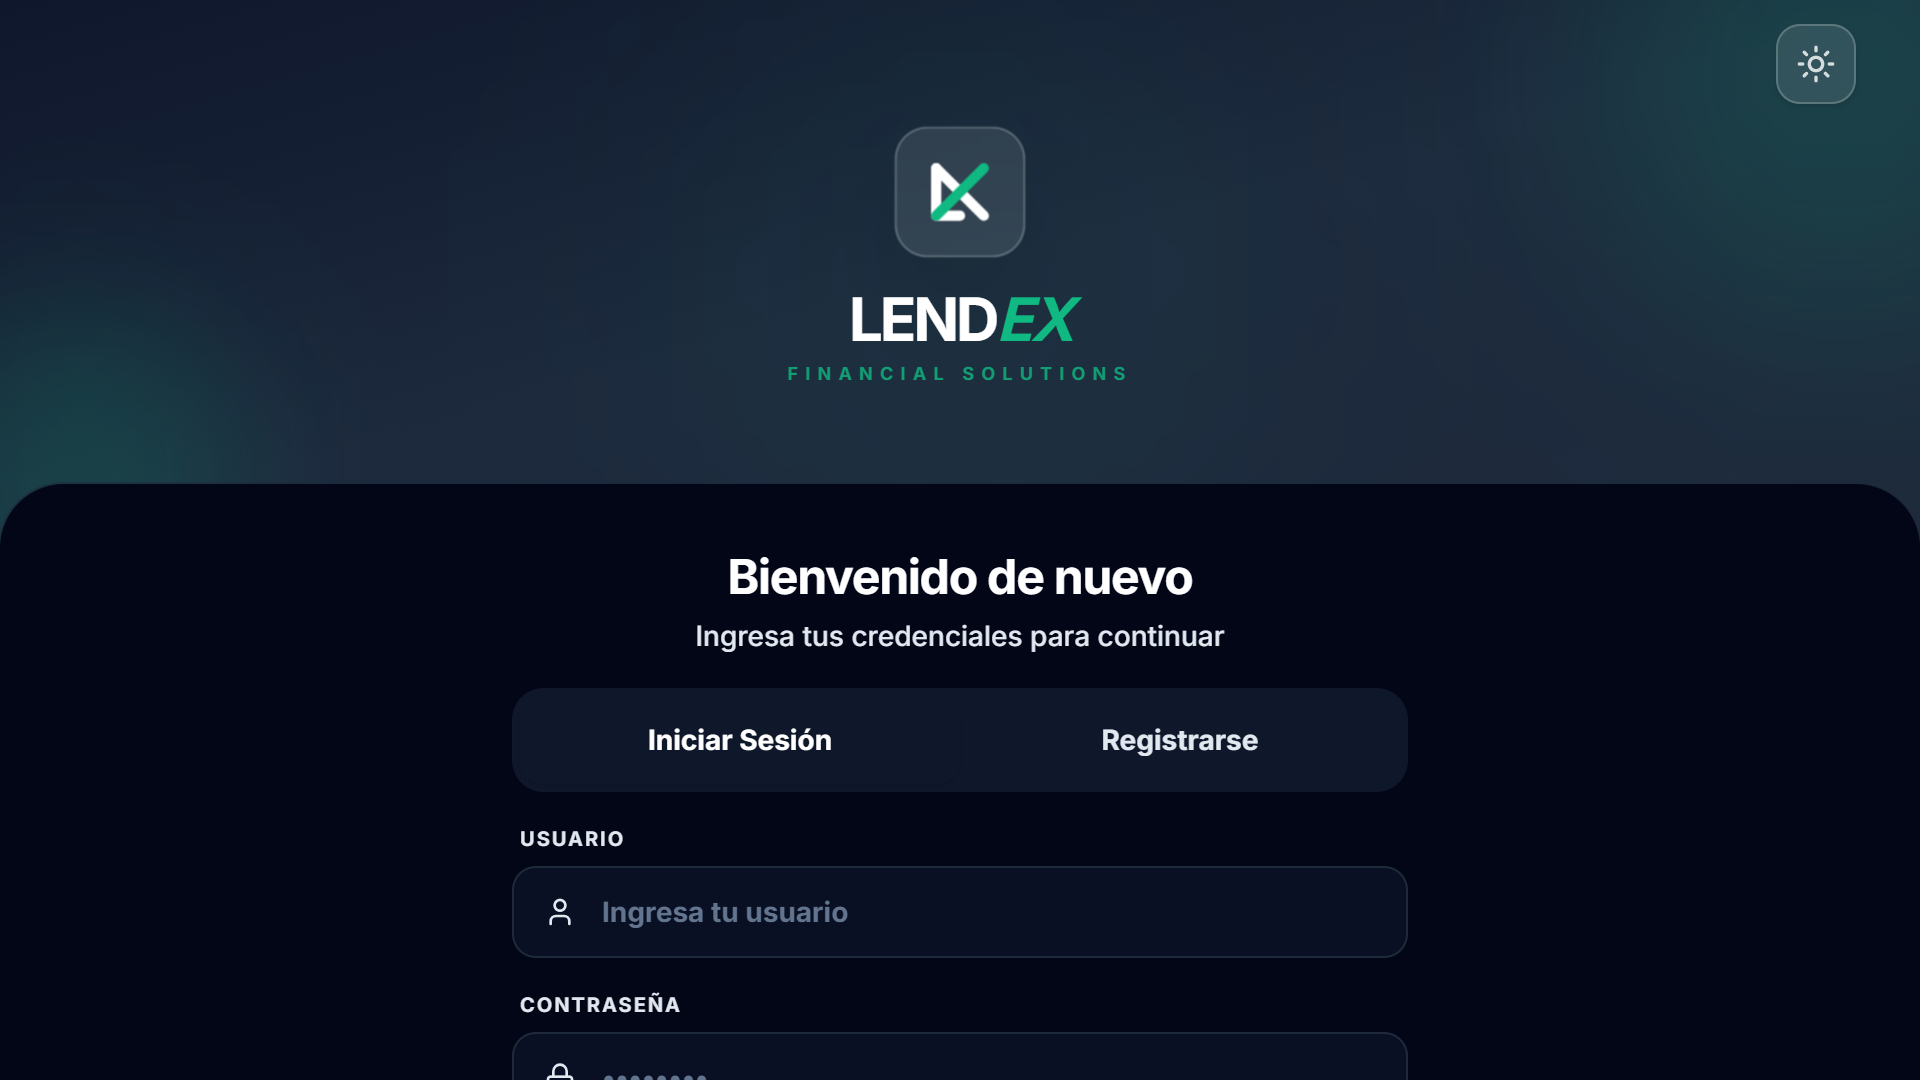 LENDEX
FINANCIAL SOLUTIONS
Bienvenido de nuevo
Ingresa tus credenciales para continuar
Iniciar Sesión
Registrarse
USUARIO
Ingresa tu usuario
CONTRASEÑA